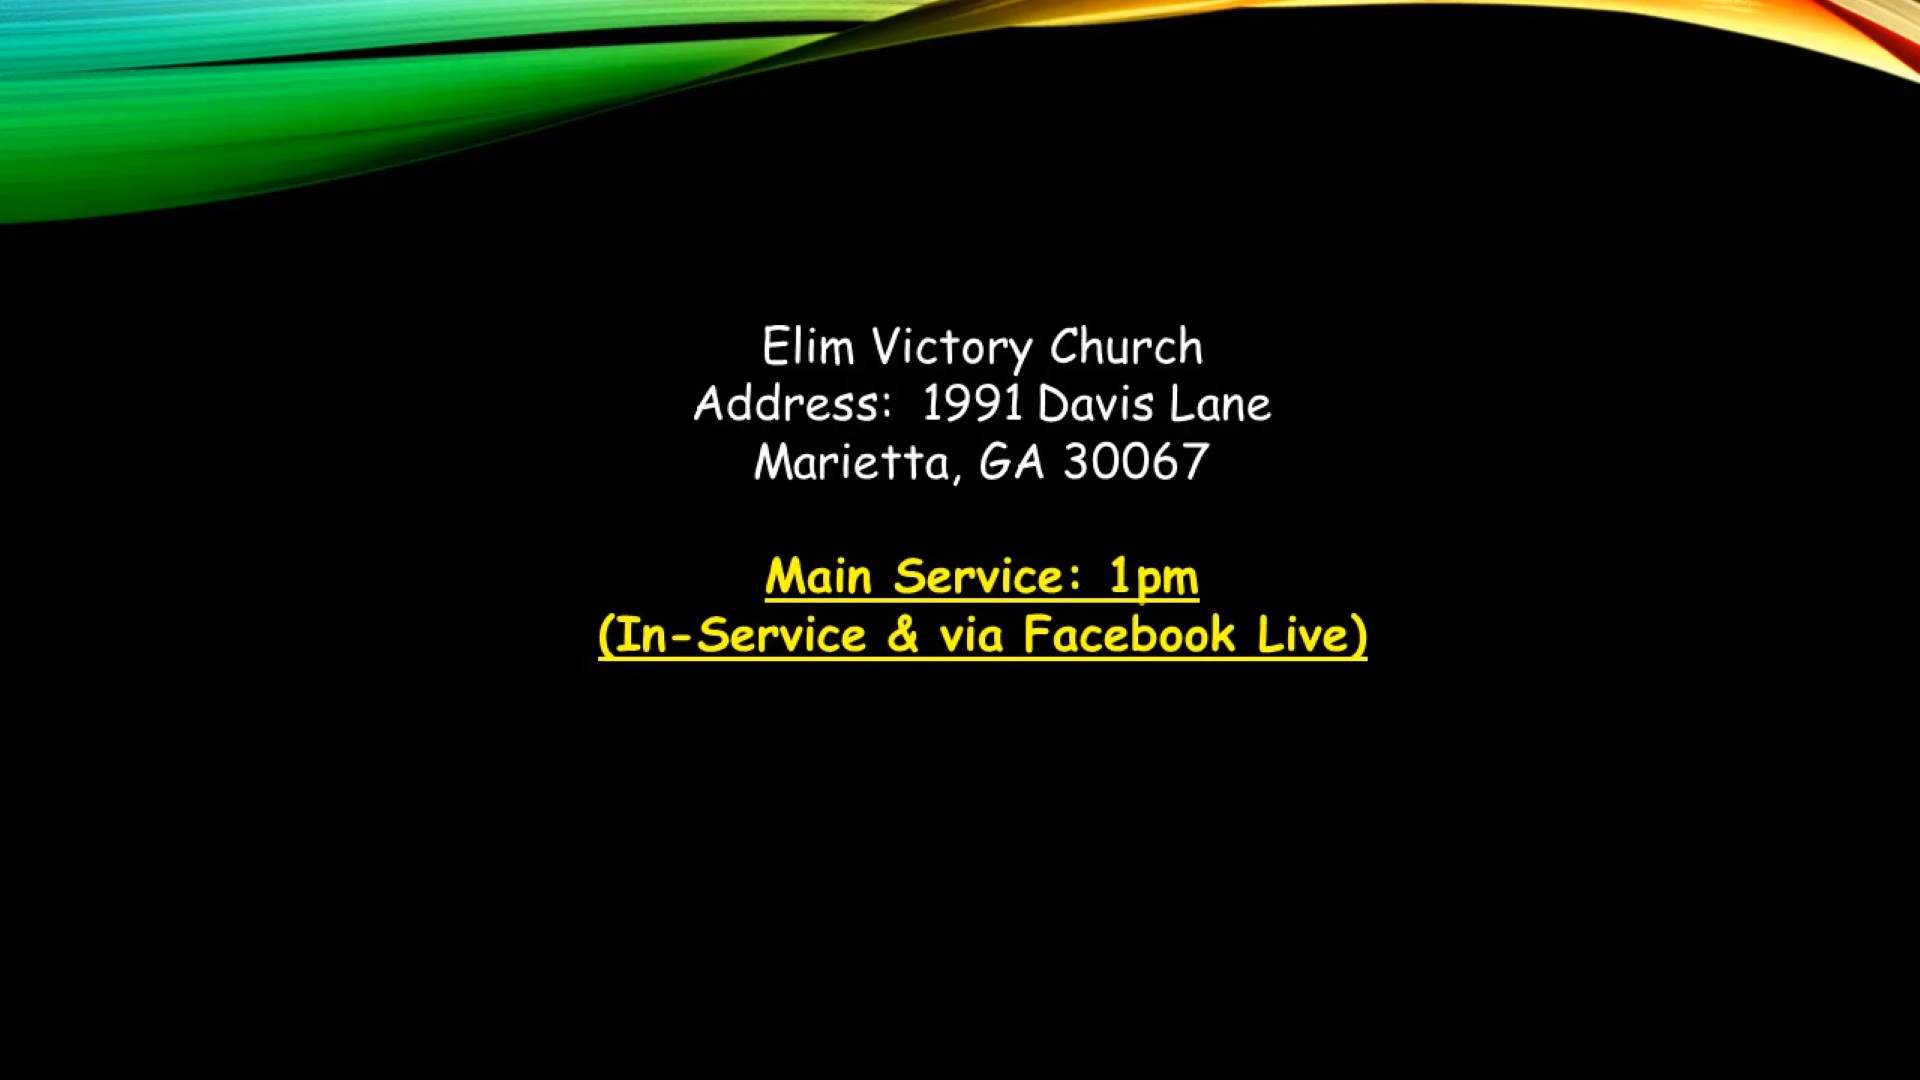 Elim Victory Church
Address:  1991 Davis Lane
Marietta, GA 30067
Main Service: 1pm
(In-Service & via Facebook Live)